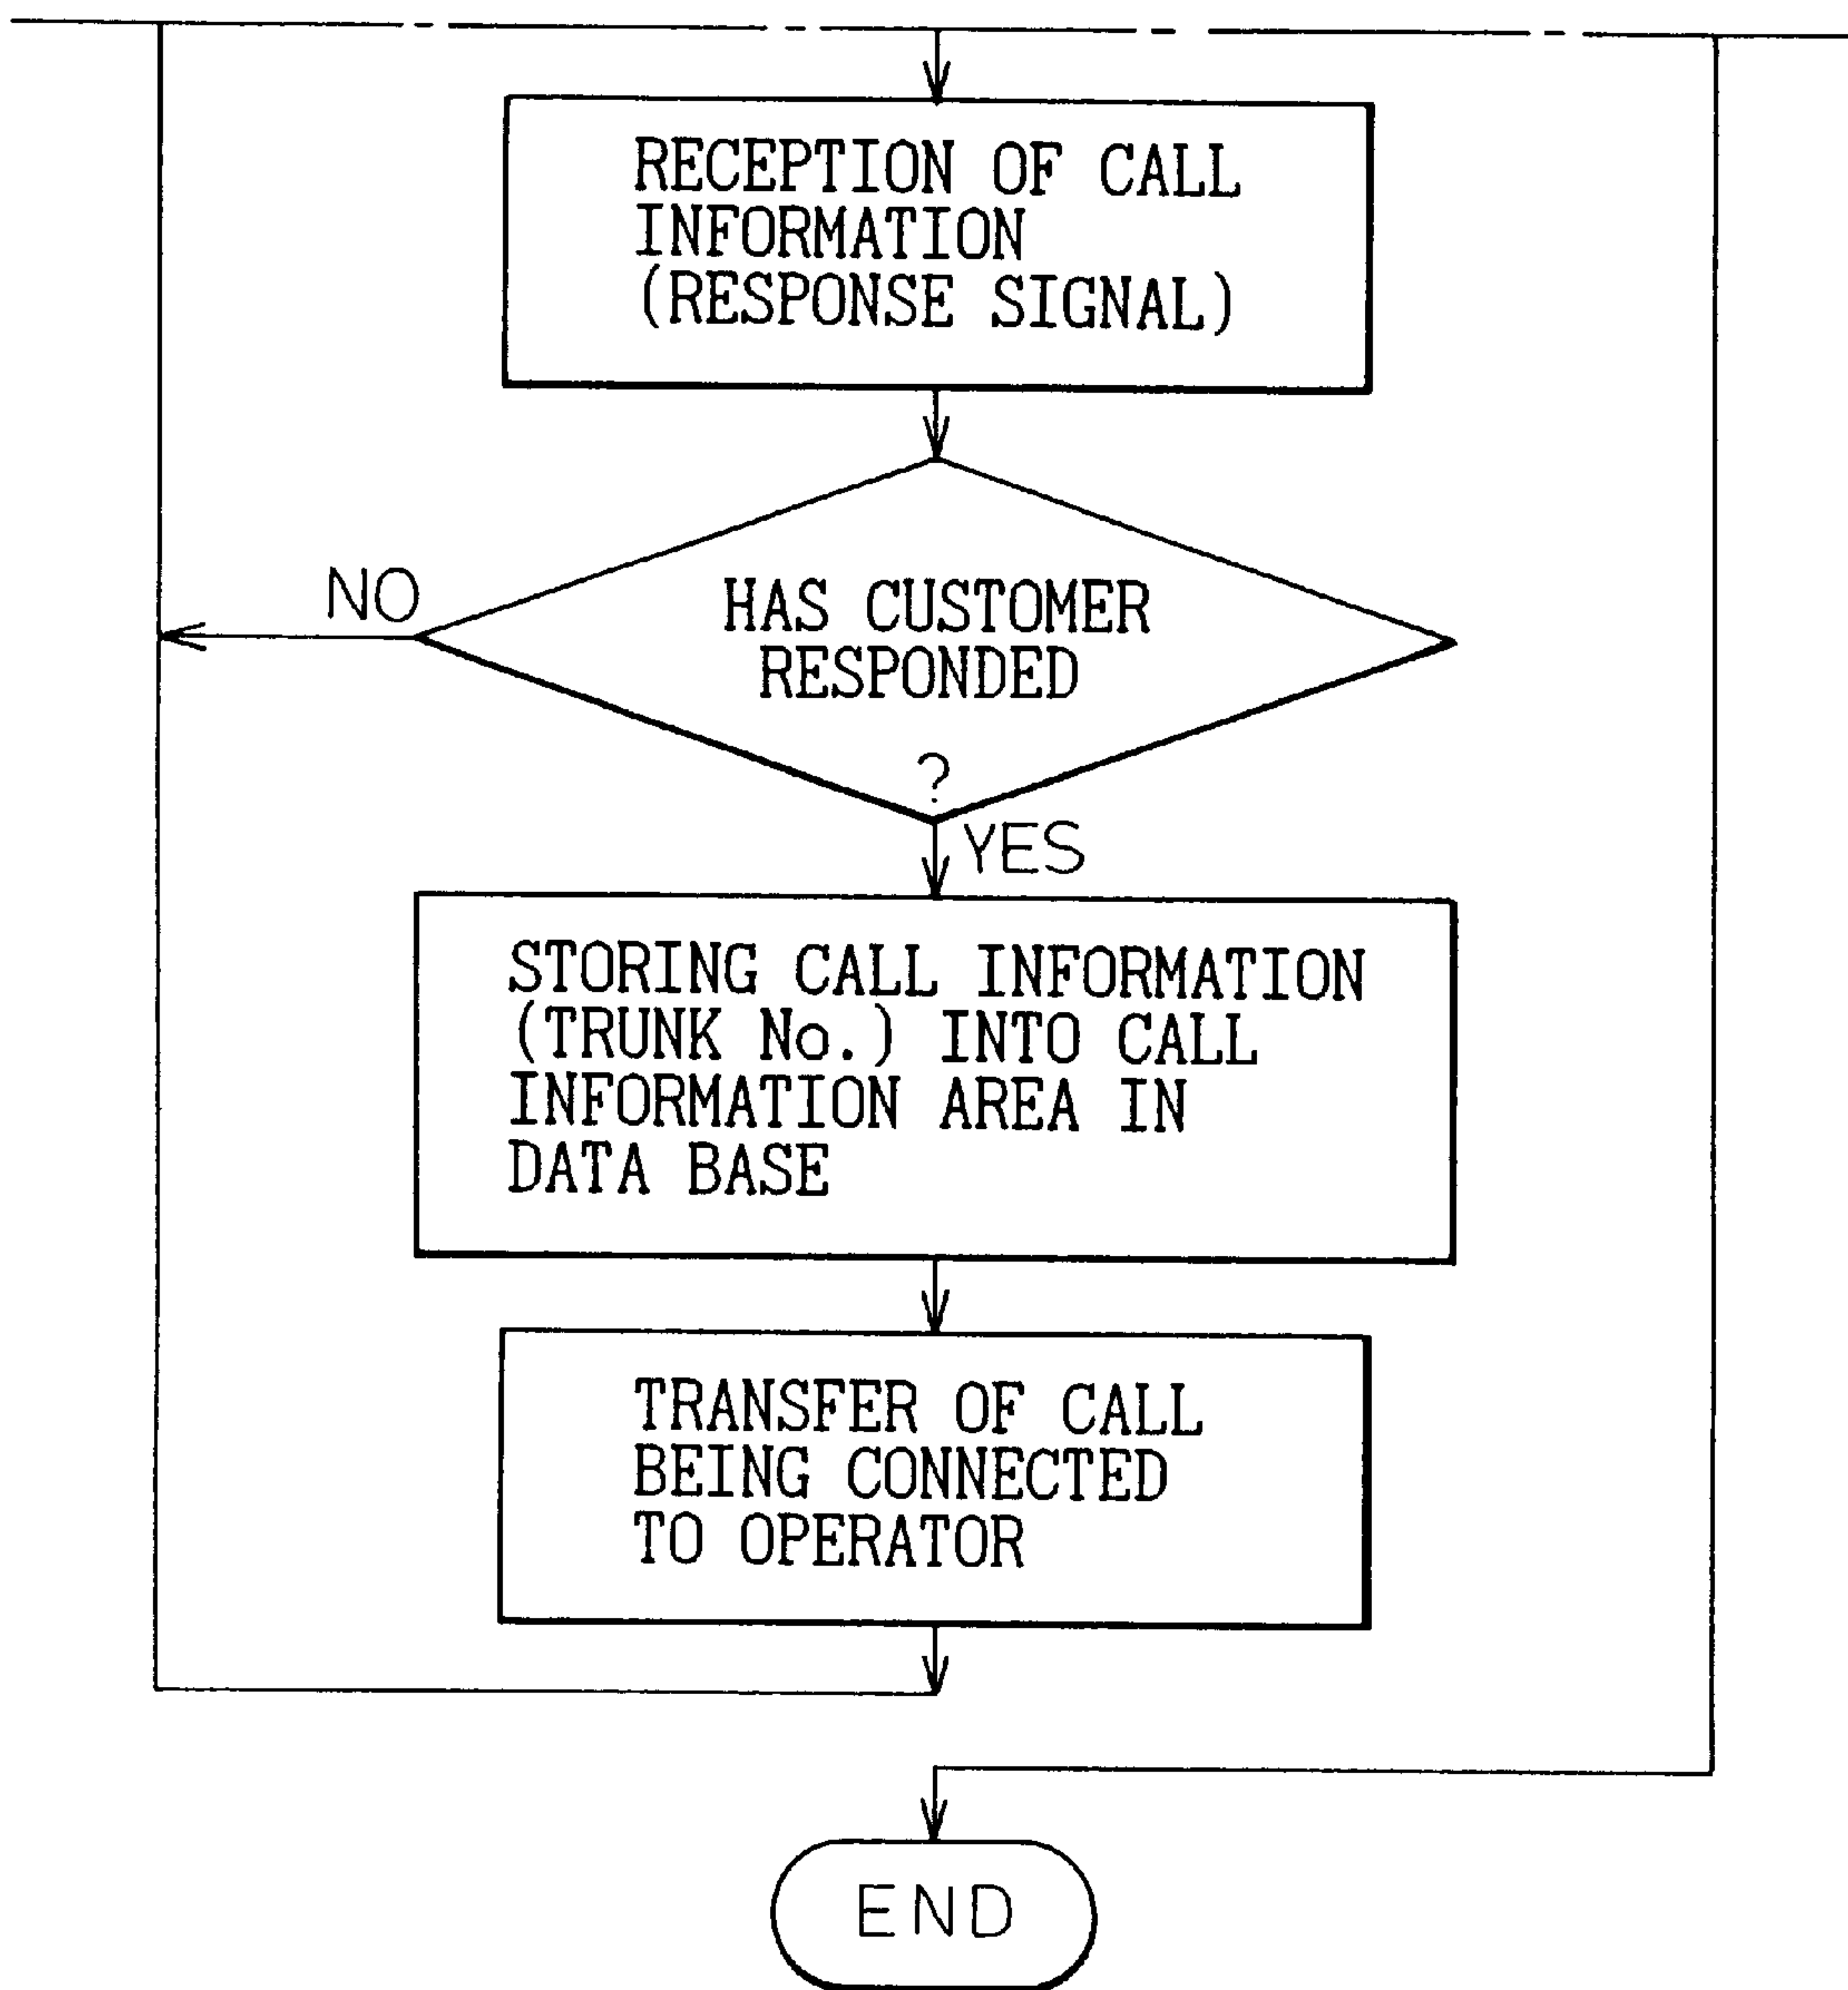 RECEPTION OF CALL
INFORMATION
(RESPONSE SIGNAL)
HAS CUSTOMER
RESPONDED
?
NO
YES
STORING CALL INFORMATION
(TRUNK No.) INTO CALL
INFORMATION AREA IN
DATA BASE
TRANSFER OF CALL
BEING CONNECTED
TO OPERATOR
END